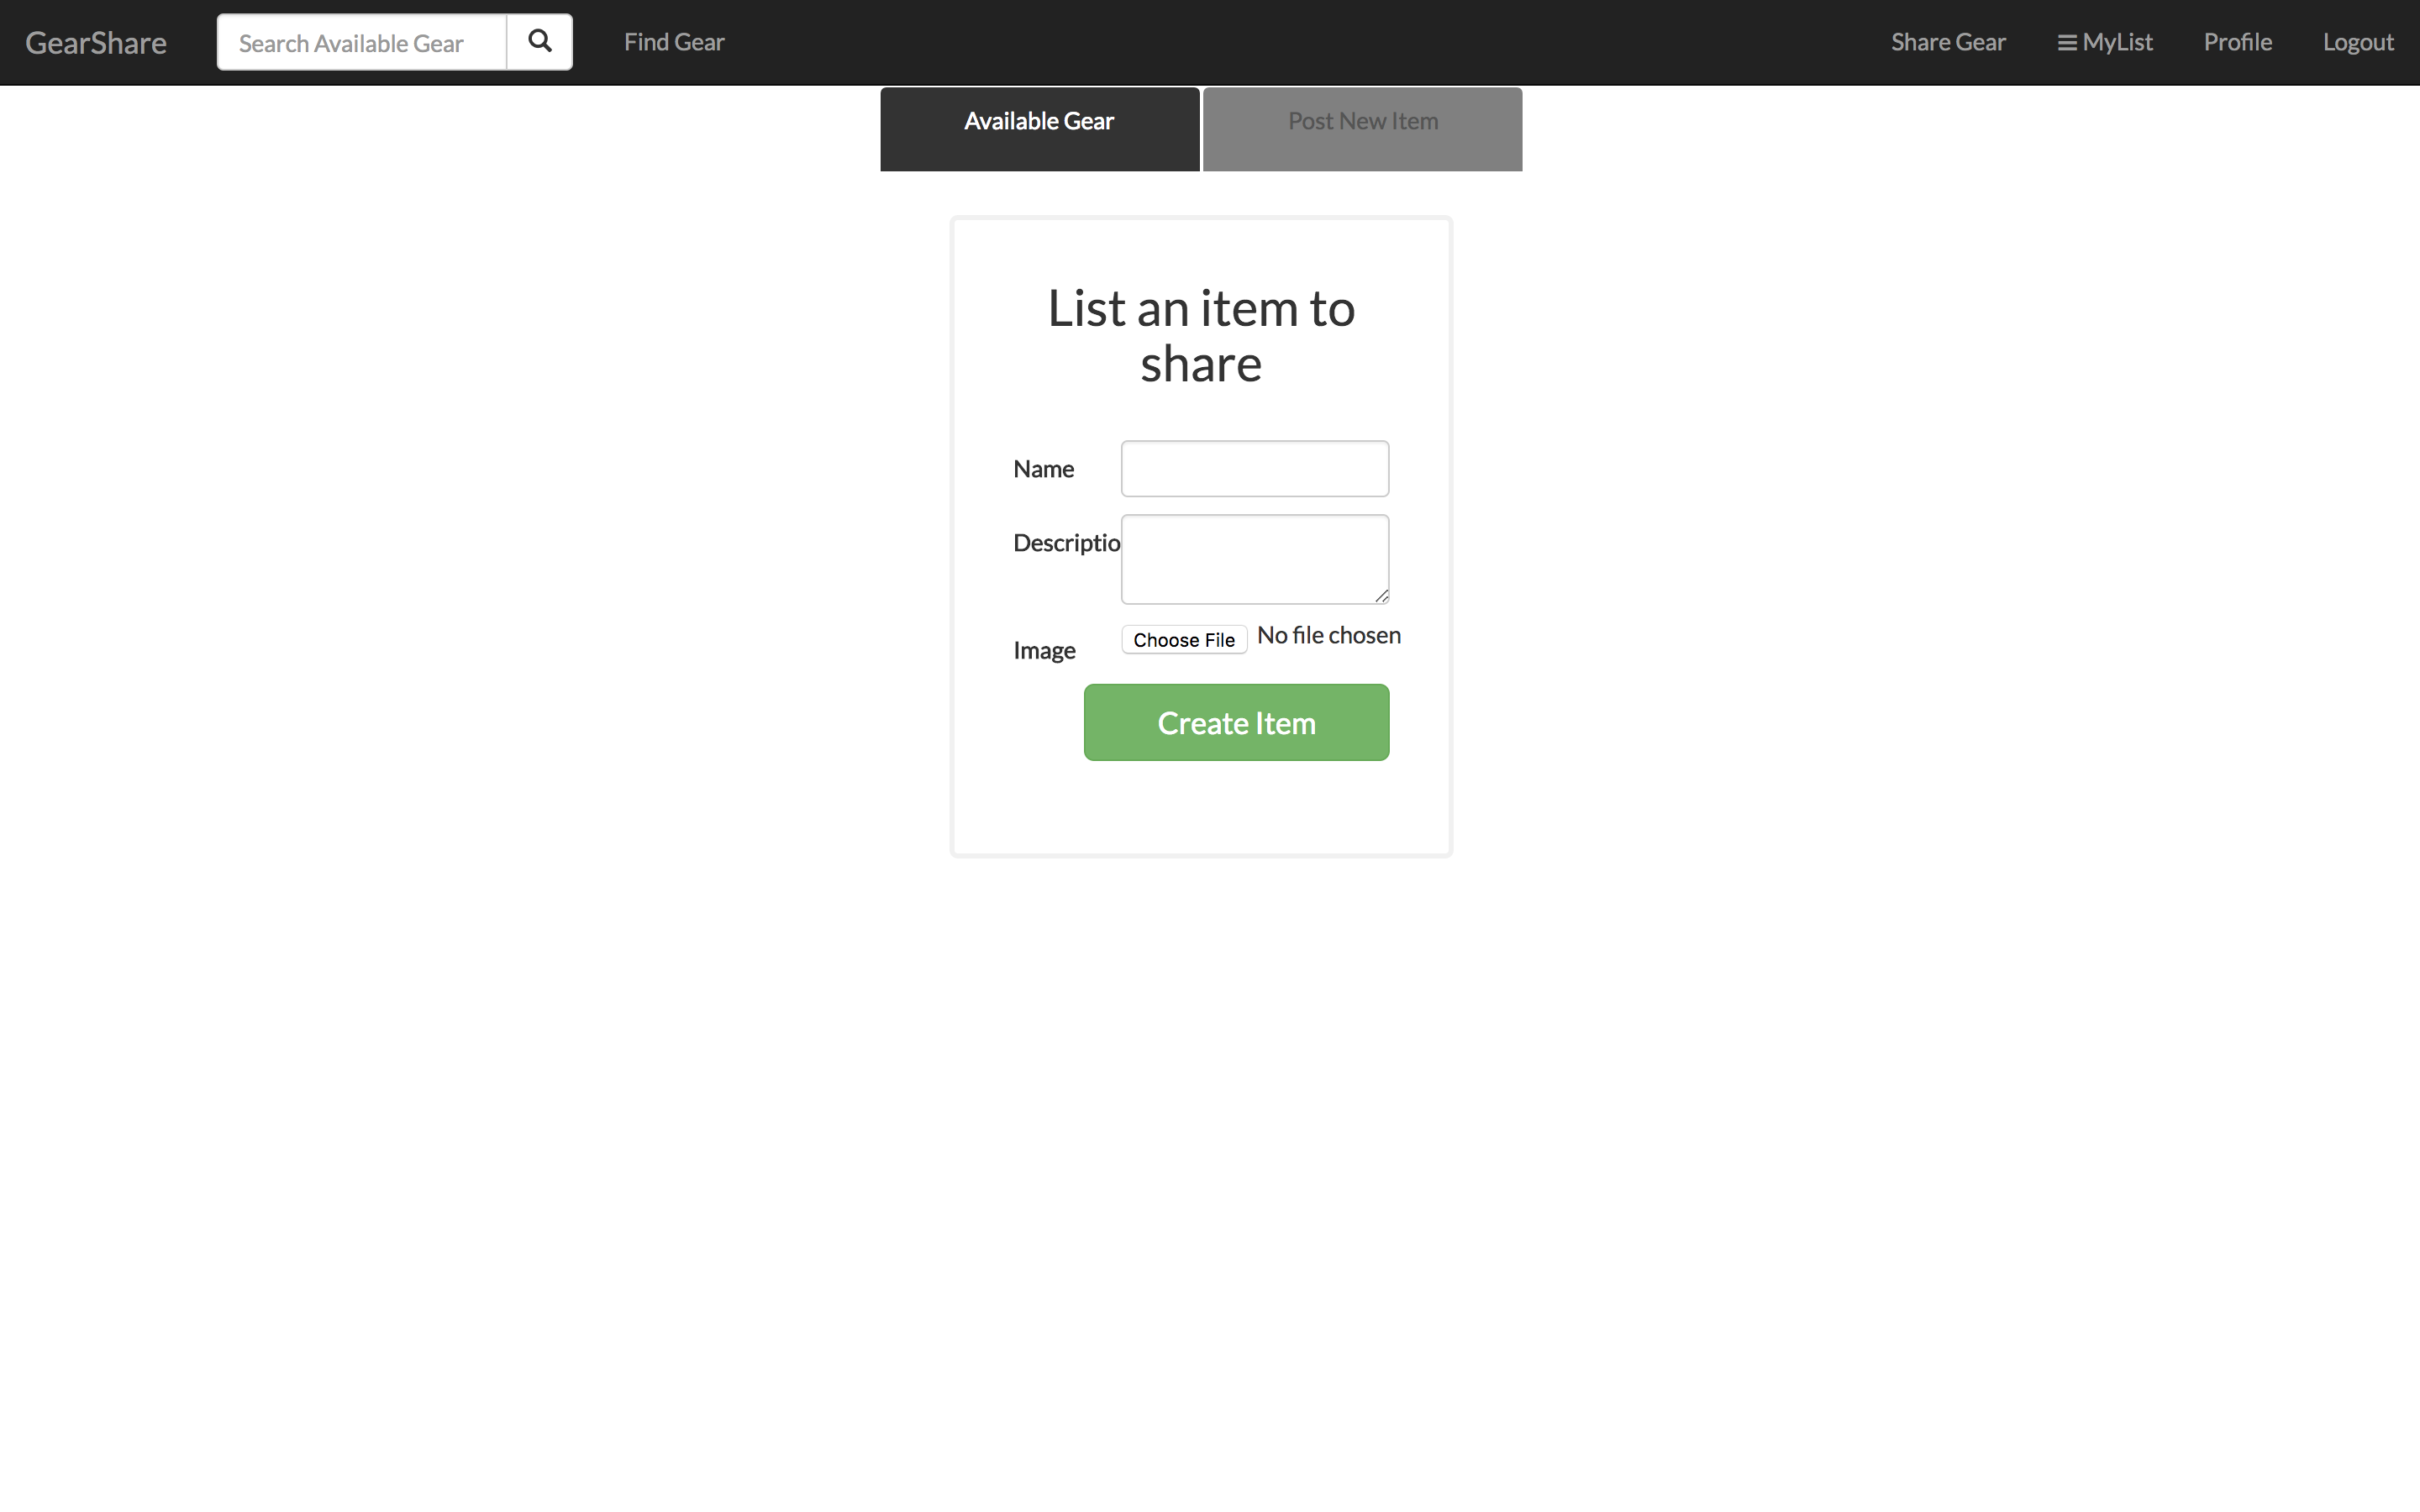 GearShare Search Available Gear Find Gear Share Gear MyList Profile Logout
Available Gear Post New Item
List an item to
share
Name
Descriptio
Image Choose File No file chosen
Create Item